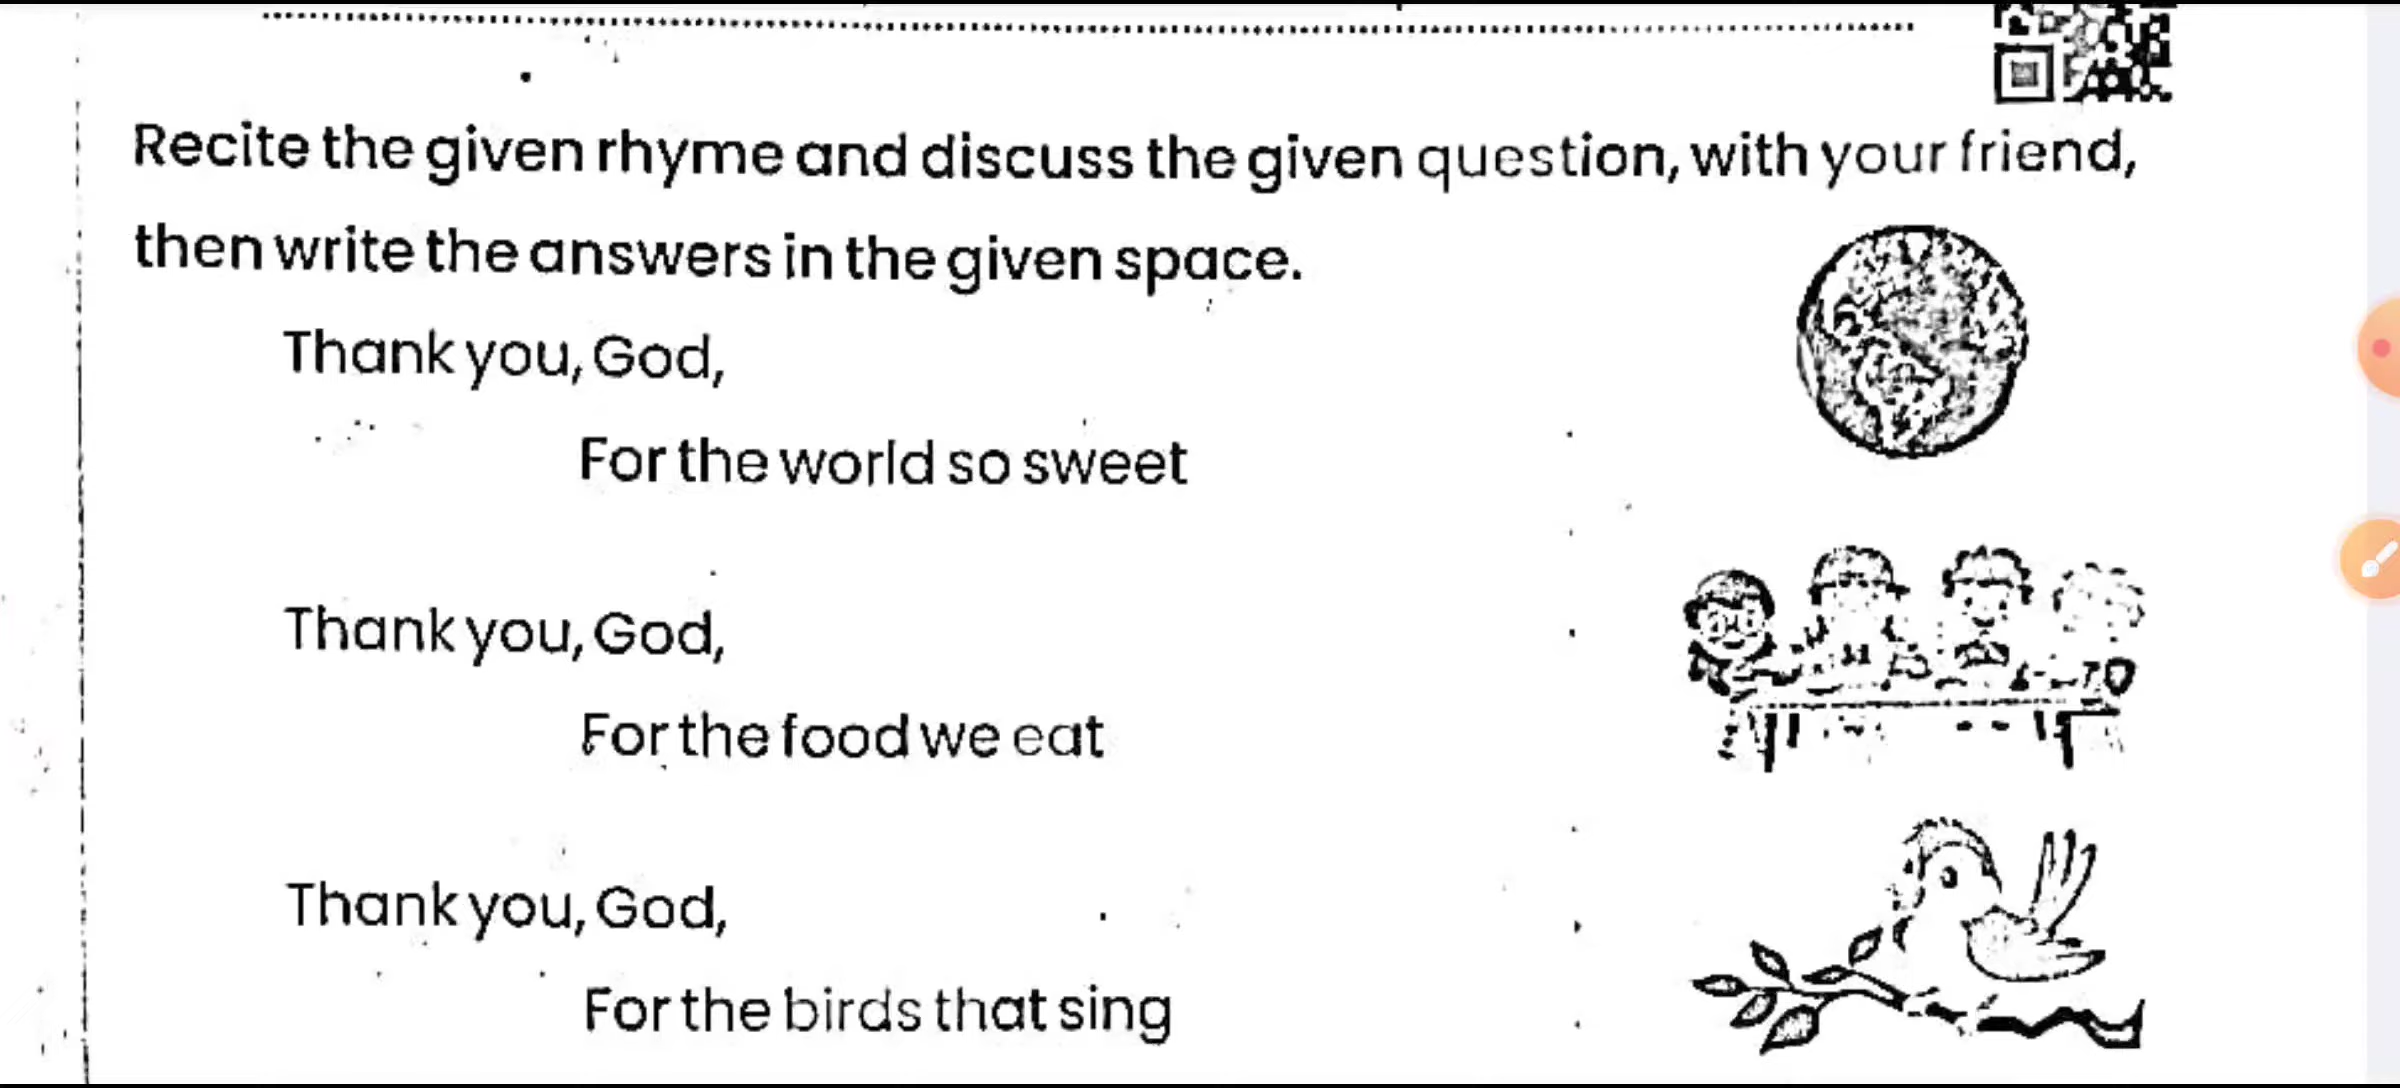 Recite the given rhyme and discuss the given question, with your friend,
then write the answers in the given space.
Thank you, God,
For the world so sweet
Thank you, God,
For the food we eat
Thank you, God,
For the birds that sing